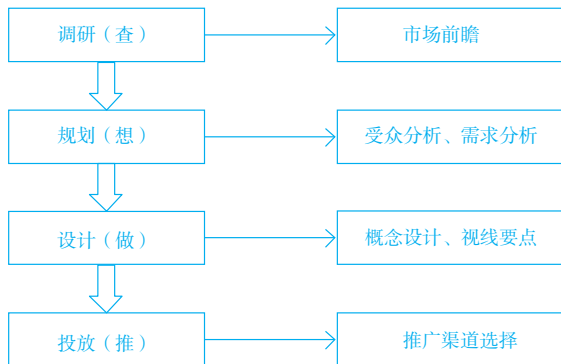 调研（查）
市场前瞻
规划（想）
受众分析、需求分析
设计（做）
概念设计、视线要点
投放（推）
推广渠道选择